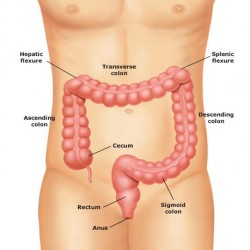 Hepatic
flexure
Splenic
flexure
Transverse
colon
Ascending
colon
Descending
colon
Cecum
Rectum
Sigmoid
colon
Anus